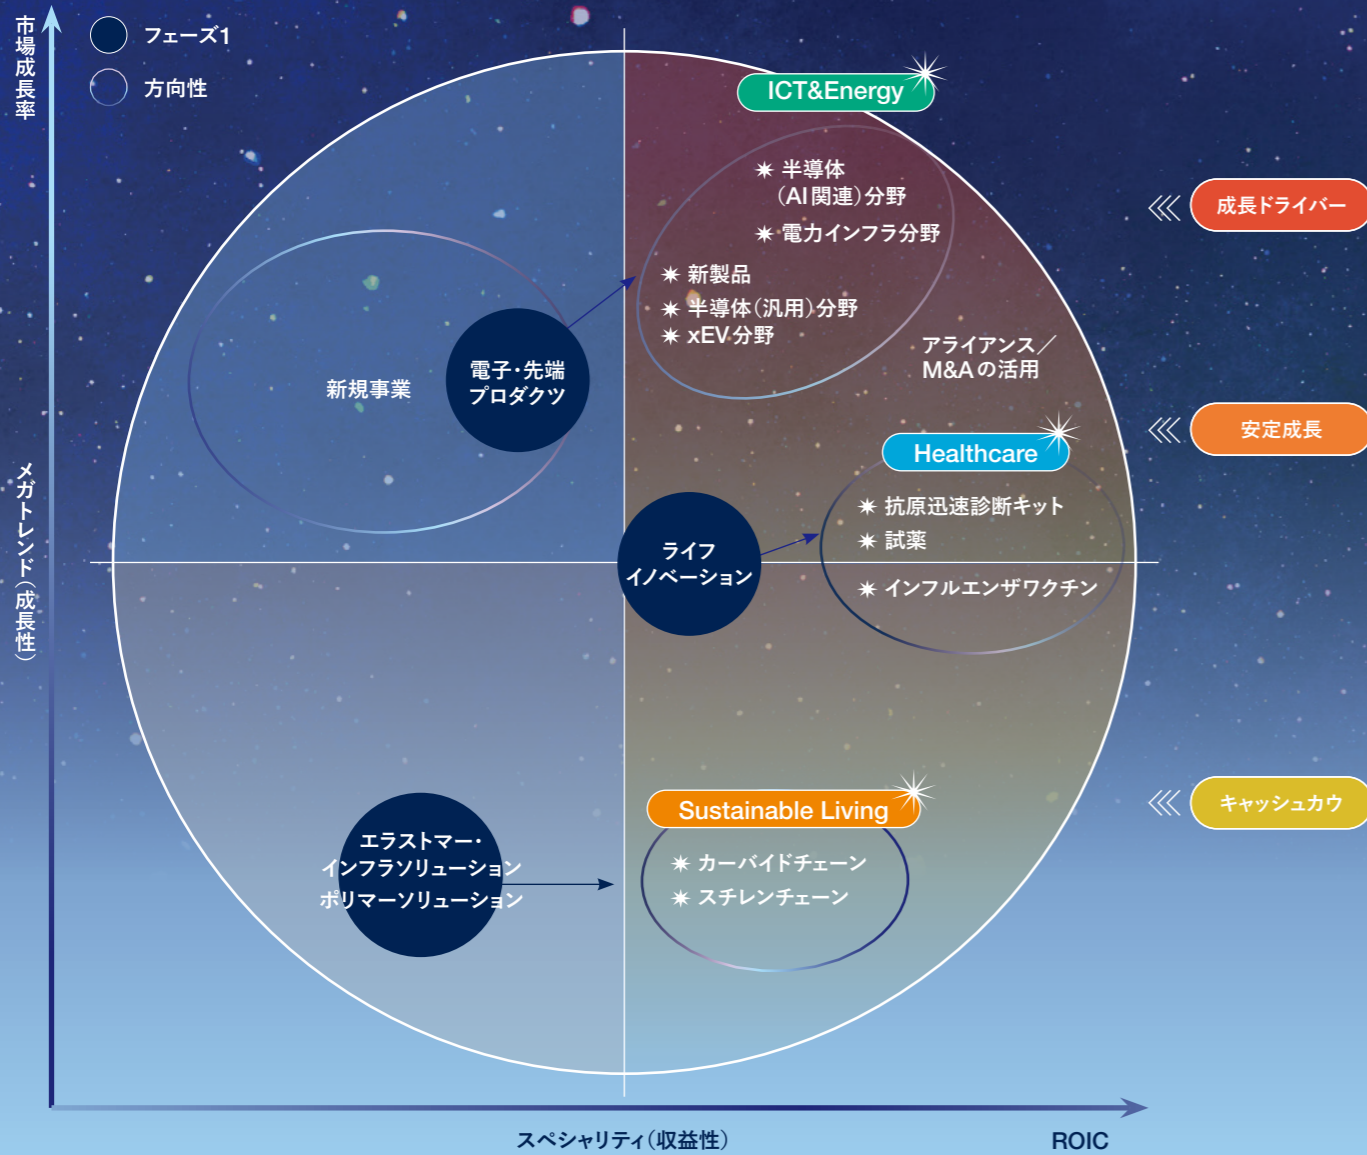 市場成長率
フェーズ1
方向性
ICT&Energy
半導体
（AI関連）分野
電力インフラ分野
新製品
半導体（汎用）分野
xEV分野
成長ドライバー
新規事業
電子・先端
プロダクツ
アライアンス／
M&Aの活用
安定成長
Healthcare
抗原迅速診断キット
試薬
インフルエンザワクチン
ライフ
イノベーション
メガトレンド（成長性）
エラストマー・
インフラソリューション
ポリマーソリューション
Sustainable Living
カーバイドチェーン
スチレンチェーン
キャッシュカウ
スペシャリティ（収益性）
ROIC